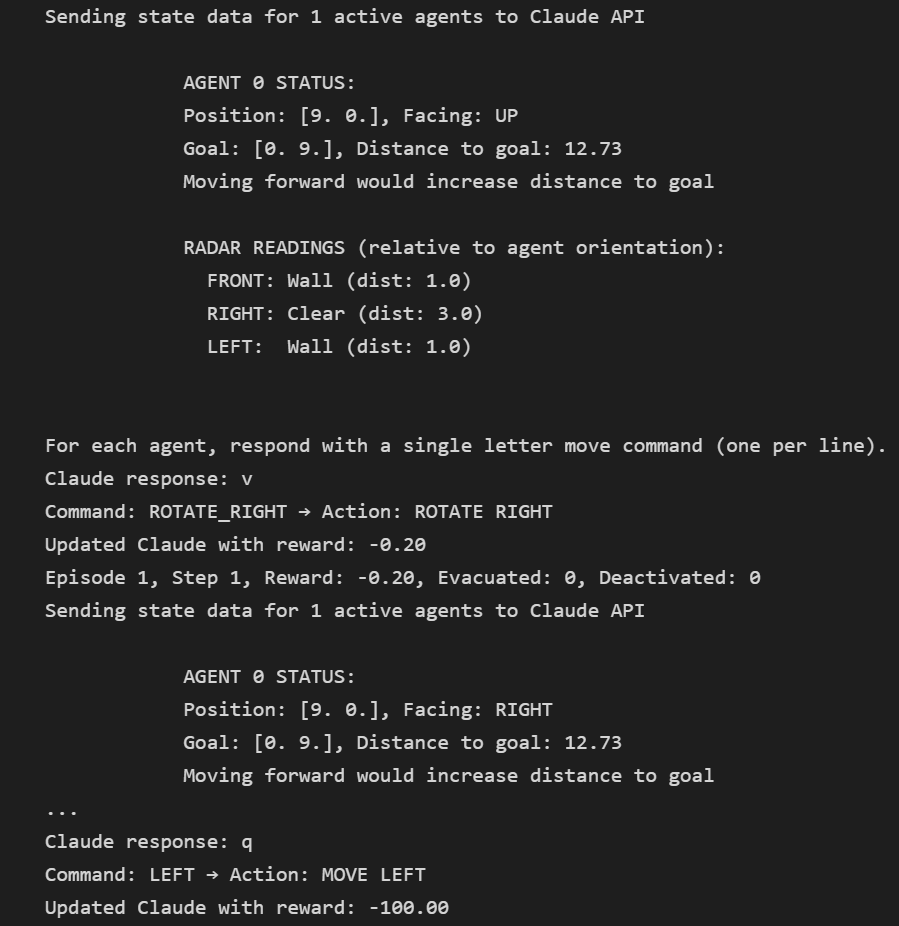 Sending state data for 1 active agents to Claude API
AGENT 0 STATUS:
Position: [9. 0.], Facing: UP
Goal: [0. 9.], Distance to goal: 12.73
Moving forward would increase distance to goal
RADAR READINGS (relative to agent orientation):
FRONT: Wall (dist: 1.0)
RIGHT: Clear (dist: 3.0)
LEFT:  Wall (dist: 1.0)
For each agent, respond with a single letter move command (one per line).
Claude response: v
Command: ROTATE_RIGHT → Action: ROTATE RIGHT
Updated Claude with reward: -0.20
Episode 1, Step 1, Reward: -0.20, Evacuated: 0, Deactivated: 0
Sending state data for 1 active agents to Claude API
AGENT 0 STATUS:
Position: [9. 0.], Facing: RIGHT
Goal: [0. 9.], Distance to goal: 12.73
Moving forward would increase distance to goal
...
Claude response: q
Command: LEFT → Action: MOVE LEFT
Updated Claude with reward: -100.00